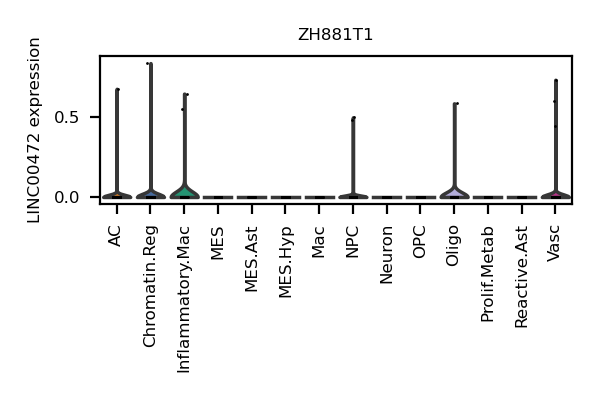 ZH881T1
LINC00472 expression
0.5
0.0
AC
Chromatin.Reg
Inflammatory.Mac
MES
MES.Ast
MES.Hyp
Mac
NPC
Neuron
OPC
Oligo
Prolif.Metab
Reactive.Ast
Vasc